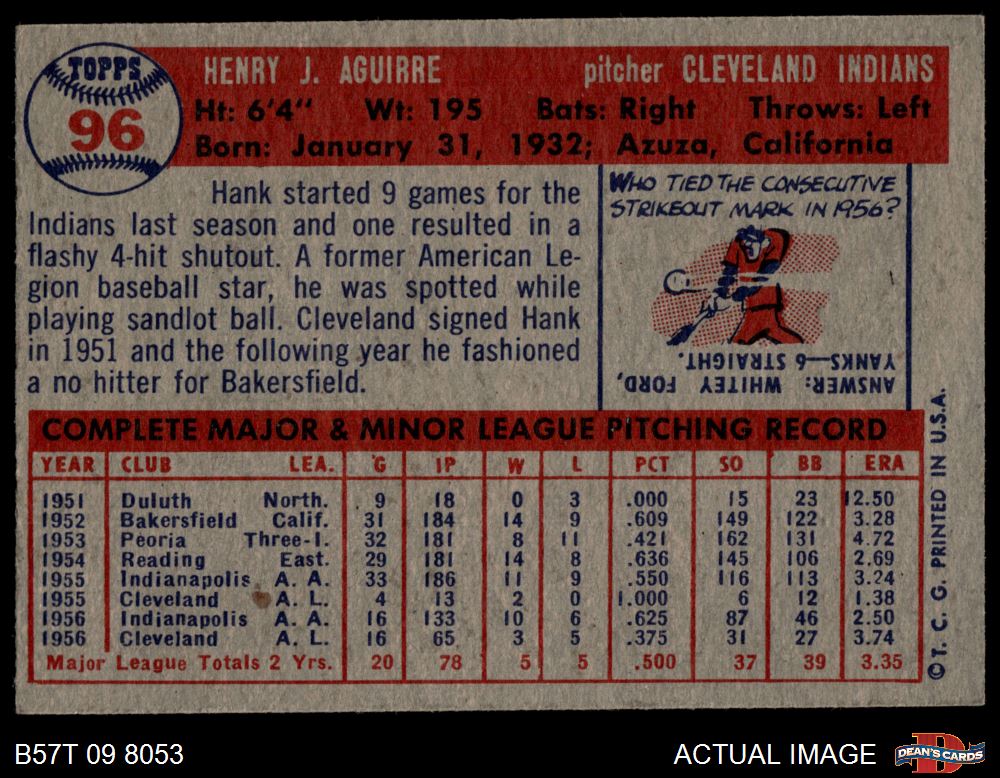 TOPPS
96
HENRY J. AGUIRRE pitcher CLEVELAND INDIANS
Ht: 6'4" Wt: 195 Bats: Right Throws: Left
Born: January 31, 1932; Azuza, California
Hank started 9 games for the
Indians last season and one resulted in a
flashy 4-hit shutout. A former American Le-
gion baseball star, he was spotted while
playing sandlot ball. Cleveland signed Hank
in 1951 and the following year he fashioned
a no hitter for Bakersfield.
WHO TIED THE CONSECUTIVE
STRIKEOUT MARK IN 1956?
ANSWER: WHITEY FORD,
YANKS—6 STRAIGHT.
COMPLETE MAJOR & MINOR LEAGUE PITCHING RECORD
YEAR CLUB LEA. G IP W L PCT SO BB ERA
1951 Duluth North. 9 18 0 3 .000 15 23 12.50
1952 Bakersfield Calif. 31 184 14 9 .609 149 122 3.28
1953 Peoria Three-I. 32 181 8 11 .421 162 131 4.72
1954 Reading East. 29 181 14 8 .636 145 106 2.69
1955 Indianapolis A. A. 33 186 11 9 .550 116 113 3.24
1955 Cleveland A. L. 4 13 2 0 1.000 6 12 1.38
1956 Indianapolis A. A. 16 133 10 6 .625 87 46 2.50
1956 Cleveland A. L. 16 65 3 5 .375 31 27 3.74
Major League Totals 2 Yrs. 20 78 5 5 .500 37 39 3.35
©T. C. G. PRINTED IN U.S.A.
B57T 09 8053
ACTUAL IMAGE
DEAN'S CARDS